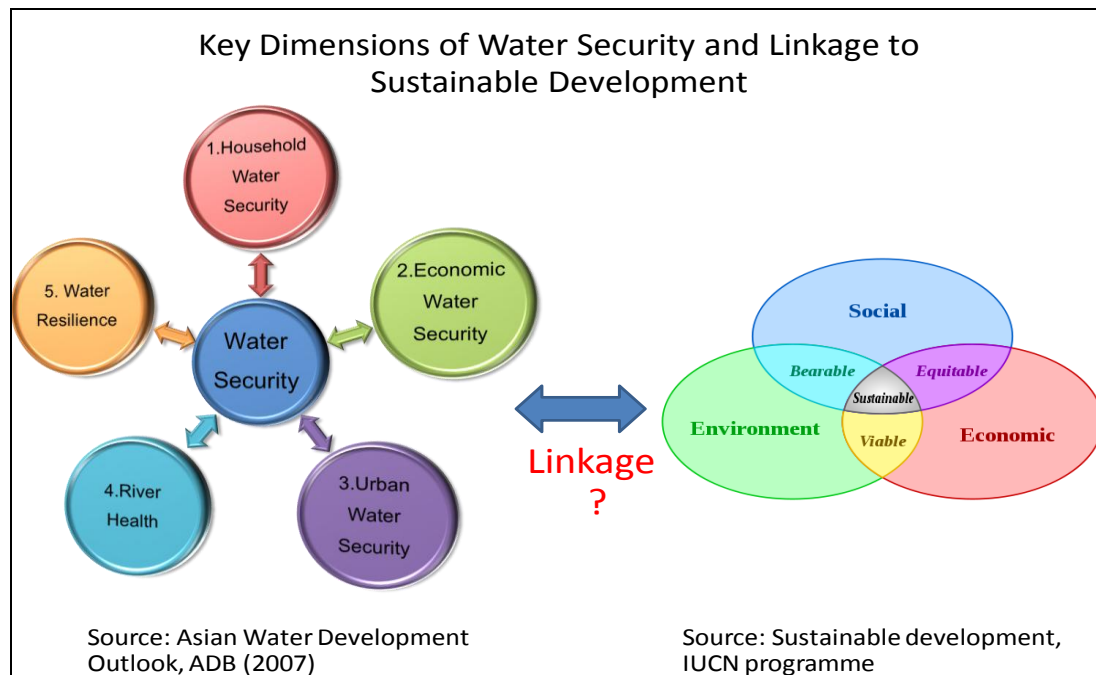 Key Dimensions of Water Security and Linkage to
Sustainable Development
1.Household
Water
Security
2.Economic
Water
Security
3.Urban
Water
Security
4.River
Health
5. Water
Resilience
Water
Security
Linkage
?
Social
Bearable
Equitable
Sustainable
Environment
Viable
Economic
Source: Asian Water Development
Outlook, ADB (2007)
Source: Sustainable development,
IUCN programme